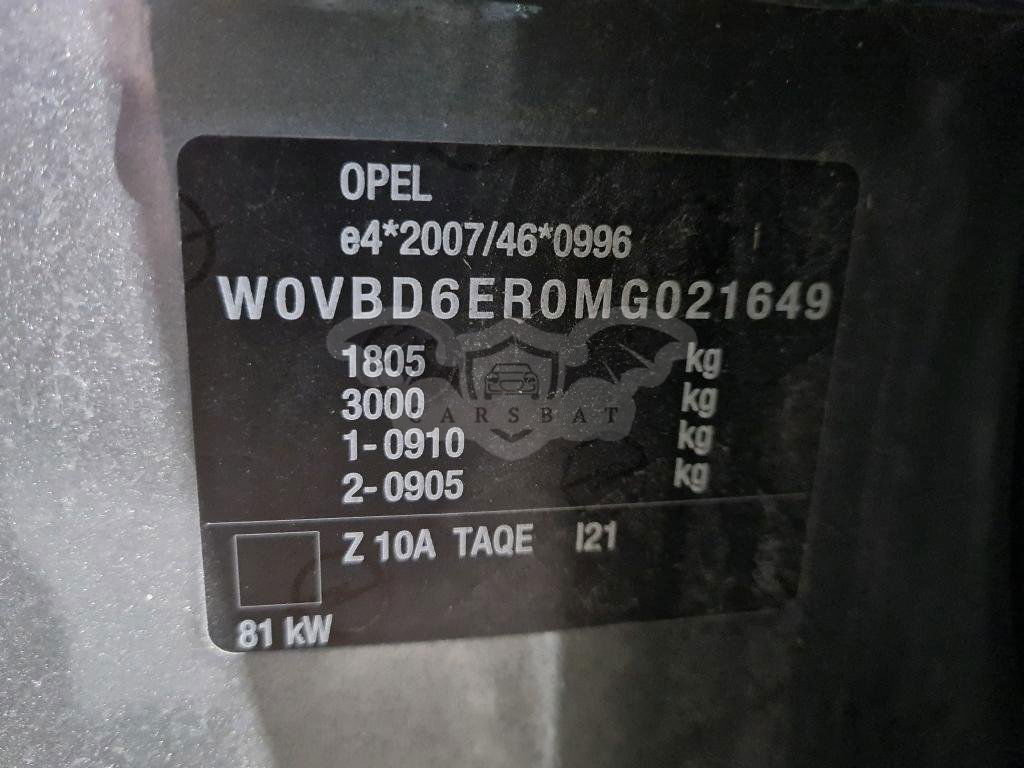 OPEL
e4*2007/46*0996
W0VBD6ER0MG021649
1805 kg
3000 kg
1-0910 kg
2-0905 kg
CARSBAT
Z 10A TAQE I21
81 kW